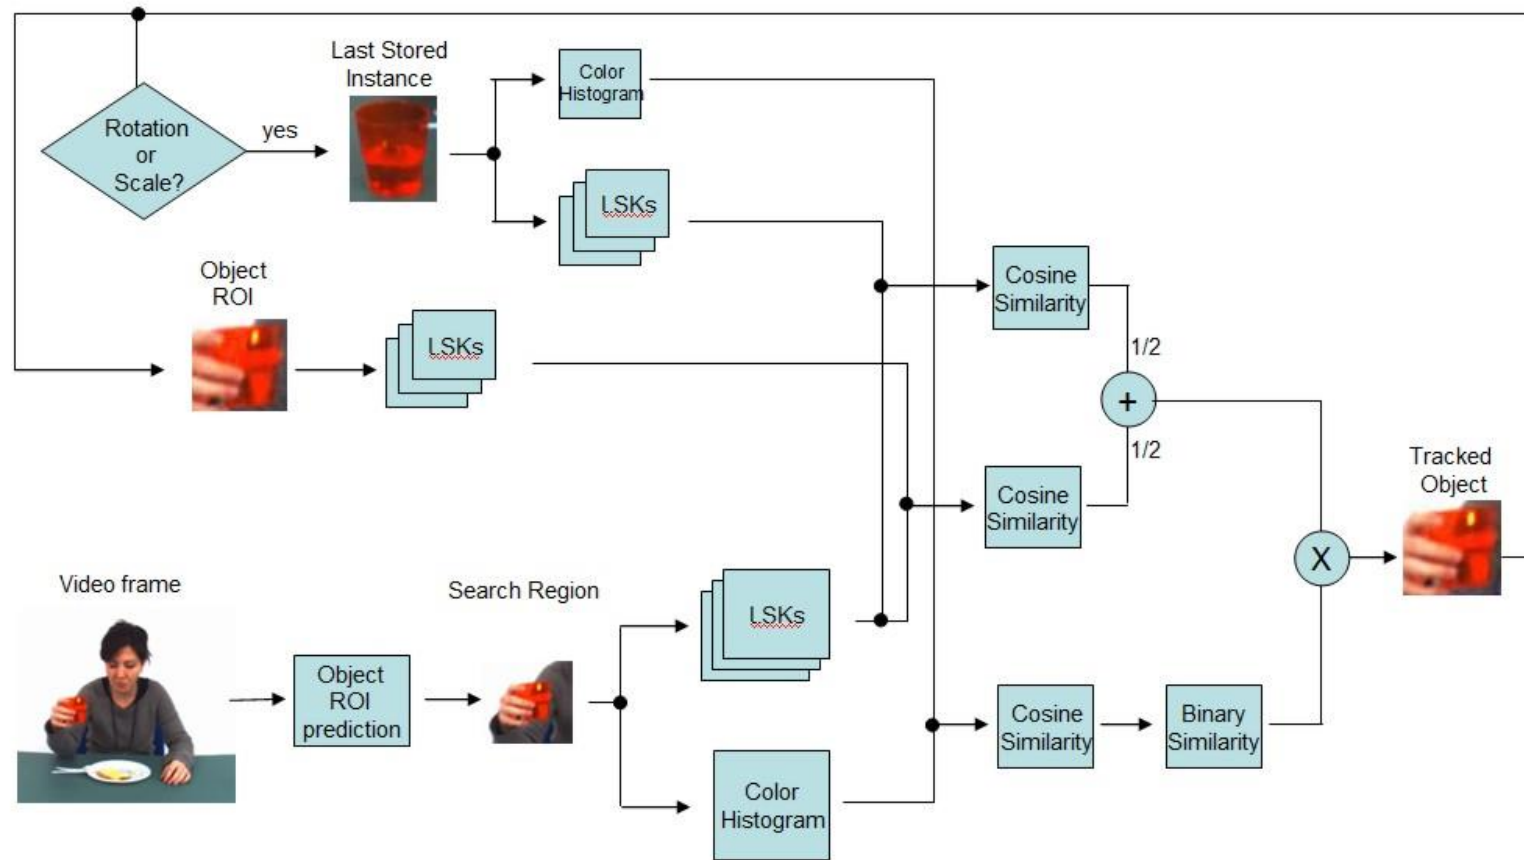 Last Stored
Instance
Color
Histogram
Rotation
or
Scale?
yes
LSKs
Object
ROI
LSKs
Cosine
Similarity
1/2
+
1/2
Cosine
Similarity
Tracked
Object
X
Video frame
Search Region
LSKs
Object
ROI
prediction
Cosine
Similarity
Binary
Similarity
Color
Histogram